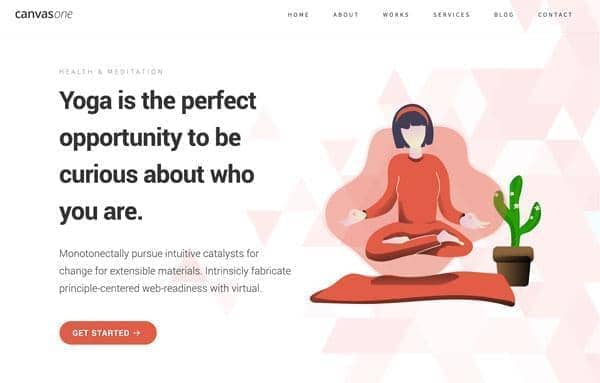 canvasone
HOME ABOUT WORKS SERVICES BLOG CONTACT
HEALTH & MEDITATION
Yoga is the perfect
opportunity to be
curious about who
you are.
Monotonectally pursue intuitive catalysts for
change for extensible materials. Intrinsicly fabricate
principle-centered web-readiness with virtual.
GET STARTED →